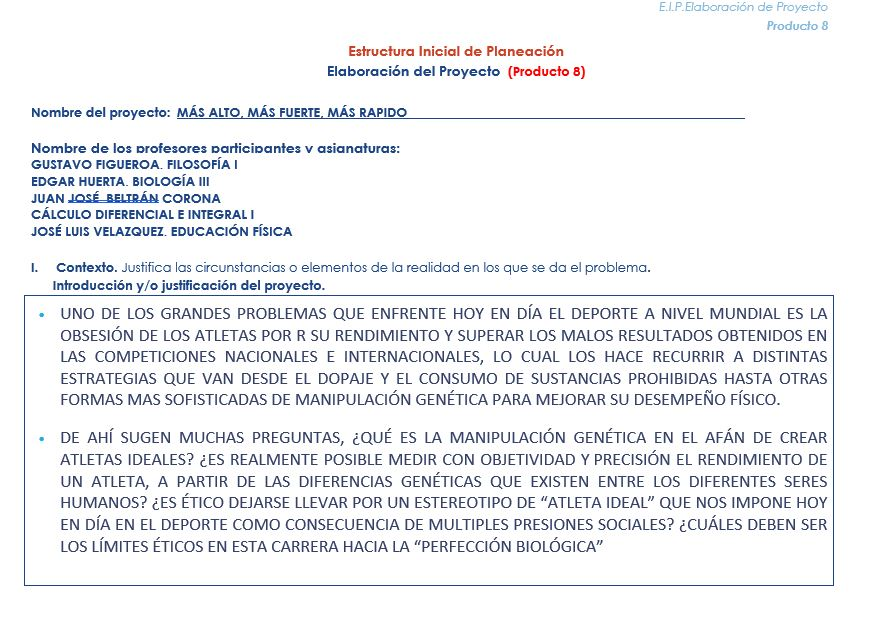 E.I.P.Elaboración de Proyecto
Producto 8
Estructura Inicial de Planeación
Elaboración del Proyecto (Producto 8)
Nombre del proyecto: MÁS ALTO, MÁS FUERTE, MÁS RAPIDO
Nombre de los profesores participantes y asignaturas:
GUSTAVO FIGUEROA. FILOSOFÍA I
EDGAR HUERTA. BIOLOGÍA III
JUAN JOSÉ BELTRÁN CORONA
CÁLCULO DIFERENCIAL E INTEGRAL I
JOSÉ LUIS VELAZQUEZ. EDUCACIÓN FÍSICA
I. Contexto. Justifica las circunstancias o elementos de la realidad en los que se da el problema.
Introducción y/o justificación del proyecto.
• UNO DE LOS GRANDES PROBLEMAS QUE ENFRENTE HOY EN DÍA EL DEPORTE A NIVEL MUNDIAL ES LA
OBSESIÓN DE LOS ATLETAS POR R SU RENDIMIENTO Y SUPERAR LOS MALOS RESULTADOS OBTENIDOS EN
LAS COMPETICIONES NACIONALES E INTERNACIONALES, LO CUAL LOS HACE RECURRIR A DISTINTAS
ESTRATEGIAS QUE VAN DESDE EL DOPAJE Y EL CONSUMO DE SUSTANCIAS PROHIBIDAS HASTA OTRAS
FORMAS MAS SOFISTICADAS DE MANIPULACIÓN GENÉTICA PARA MEJORAR SU DESEMPEÑO FÍSICO.
• DE AHÍ SUGEN MUCHAS PREGUNTAS, ¿QUÉ ES LA MANIPULACIÓN GENÉTICA EN EL AFÁN DE CREAR
ATLETAS IDEALES? ¿ES REALMENTE POSIBLE MEDIR CON OBJETIVIDAD Y PRECISIÓN EL RENDIMIENTO DE
UN ATLETA, A PARTIR DE LAS DIFERENCIAS GENÉTICAS QUE EXISTEN ENTRE LOS DIFERENTES SERES
HUMANOS? ¿ES ÉTICO DEJARSE LLEVAR POR UN ESTEREOTIPO DE “ATLETA IDEAL” QUE NOS IMPONE HOY
EN DÍA EN EL DEPORTE COMO CONSECUENCIA DE MULTIPLES PRESIONES SOCIALES? ¿CUÁLES DEBEN SER
LOS LÍMITES ÉTICOS EN ESTA CARRERA HACIA LA “PERFECCIÓN BIOLÓGICA”